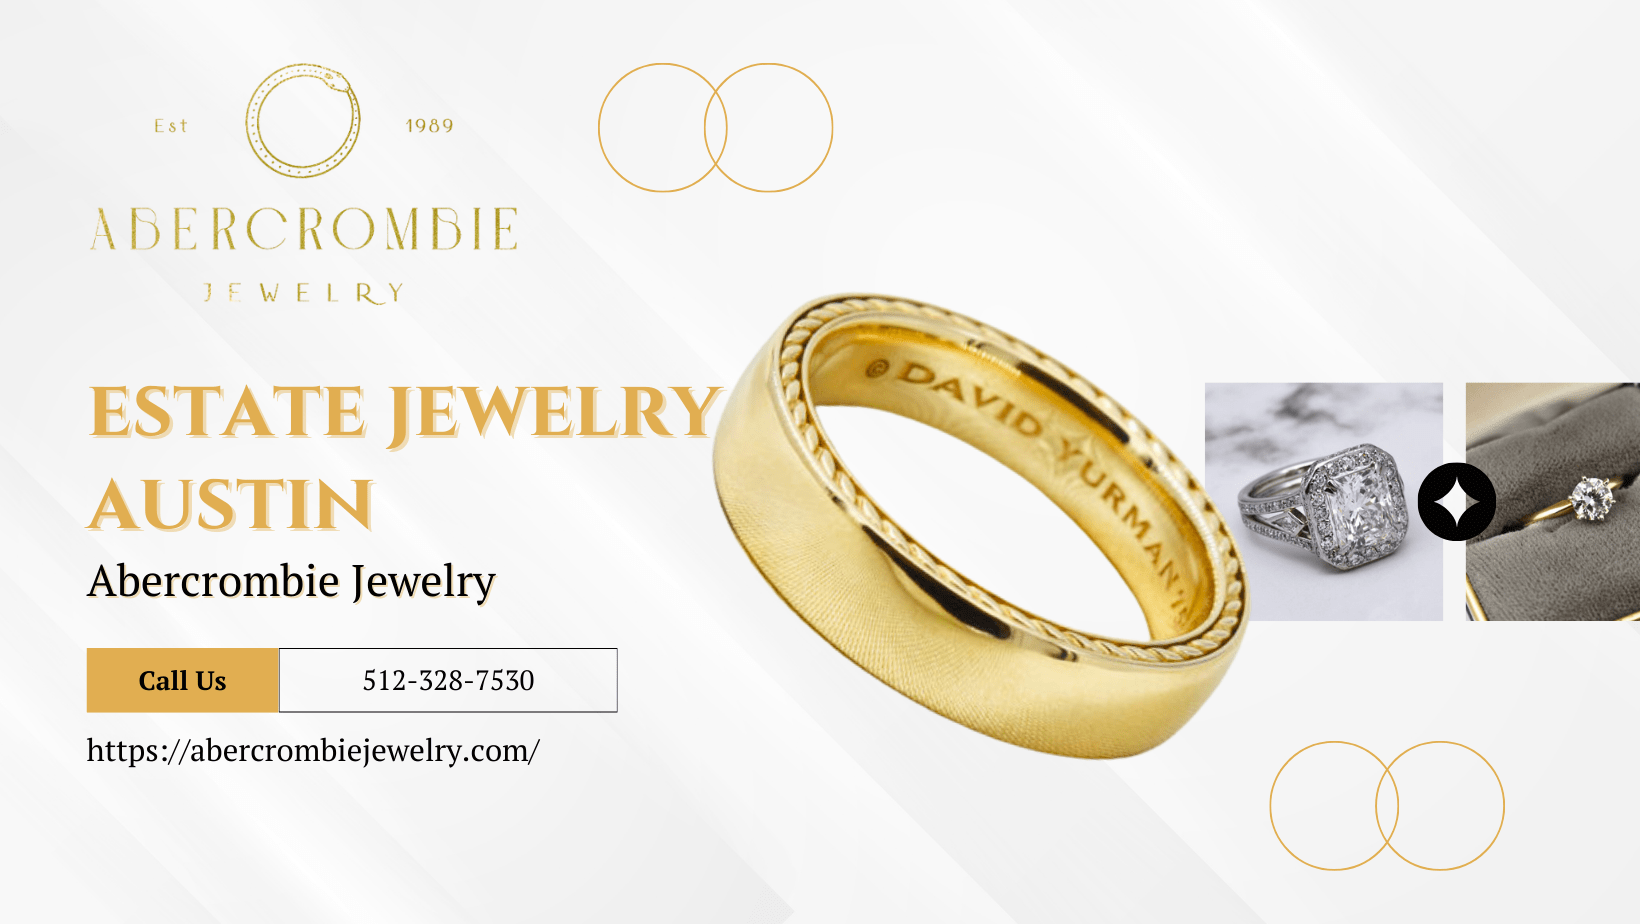 Est 1989
ABERCROMBIE
JEWELRY
ESTATE JEWELRY
AUSTIN
Abercrombie Jewelry
Call Us 512-328-7530
https://abercrombiejewelry.com/
© DAVID YURMAN